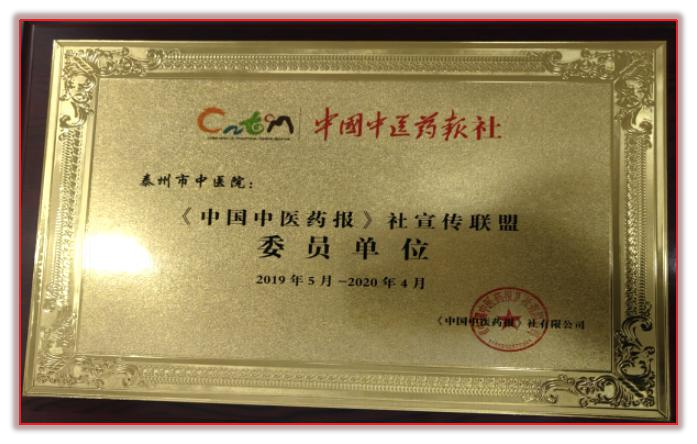 CNTCM 中国中医药报社
泰州市中医院：
《中国中医药报》社宣传联盟
委员单位
2019年5月-2020年4月
《中国中医药报》社有限公司